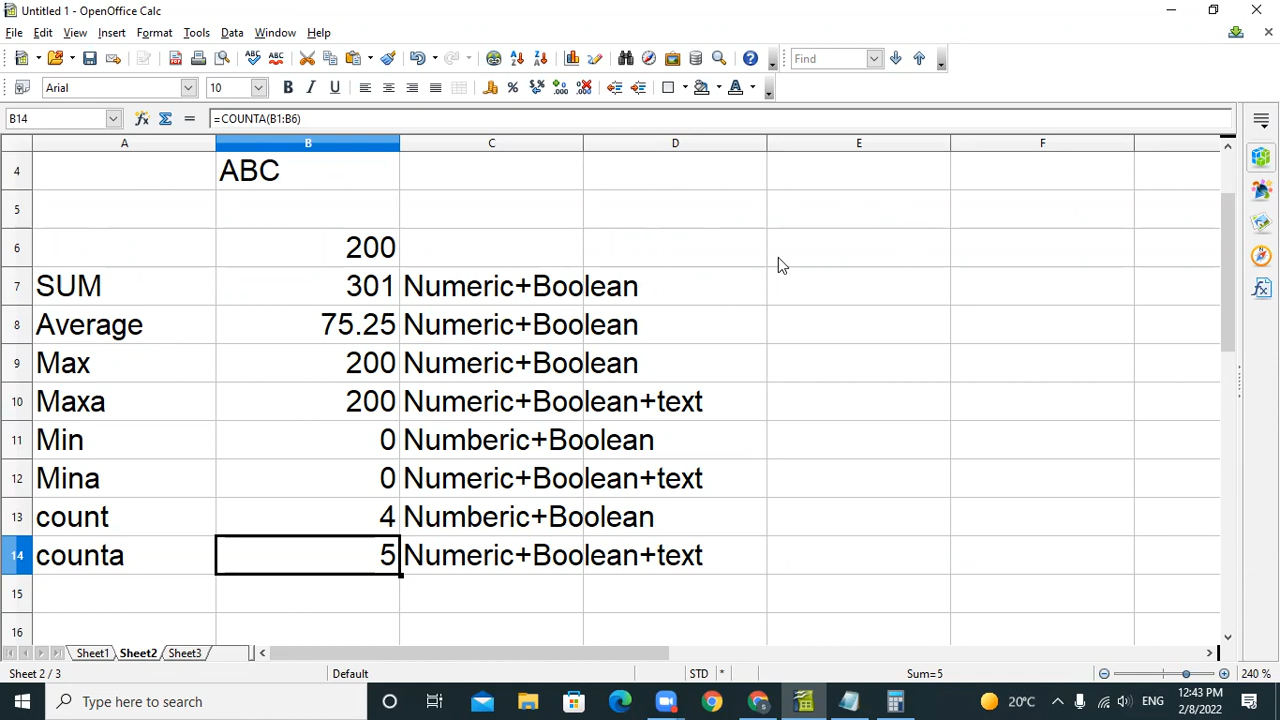 Untitled 1 - OpenOffice Calc
File Edit View Insert Format Tools Data Window Help
Find
Arial 10
B14 =COUNTA(B1:B6)
A B C D E F
4 ABC
5
6 200
7 SUM 301 Numeric+Boolean
8 Average 75.25 Numeric+Boolean
9 Max 200 Numeric+Boolean
10 Maxa 200 Numeric+Boolean+text
11 Min 0 Numberic+Boolean
12 Mina 0 Numeric+Boolean+text
13 count 4 Numberic+Boolean
14 counta 5 Numeric+Boolean+text
15
16
Sheet1 Sheet2 Sheet3
Sheet 2 / 3 Default STD * Sum=5 240 %
Type here to search 20°C ENG 12:43 PM
2/8/2022